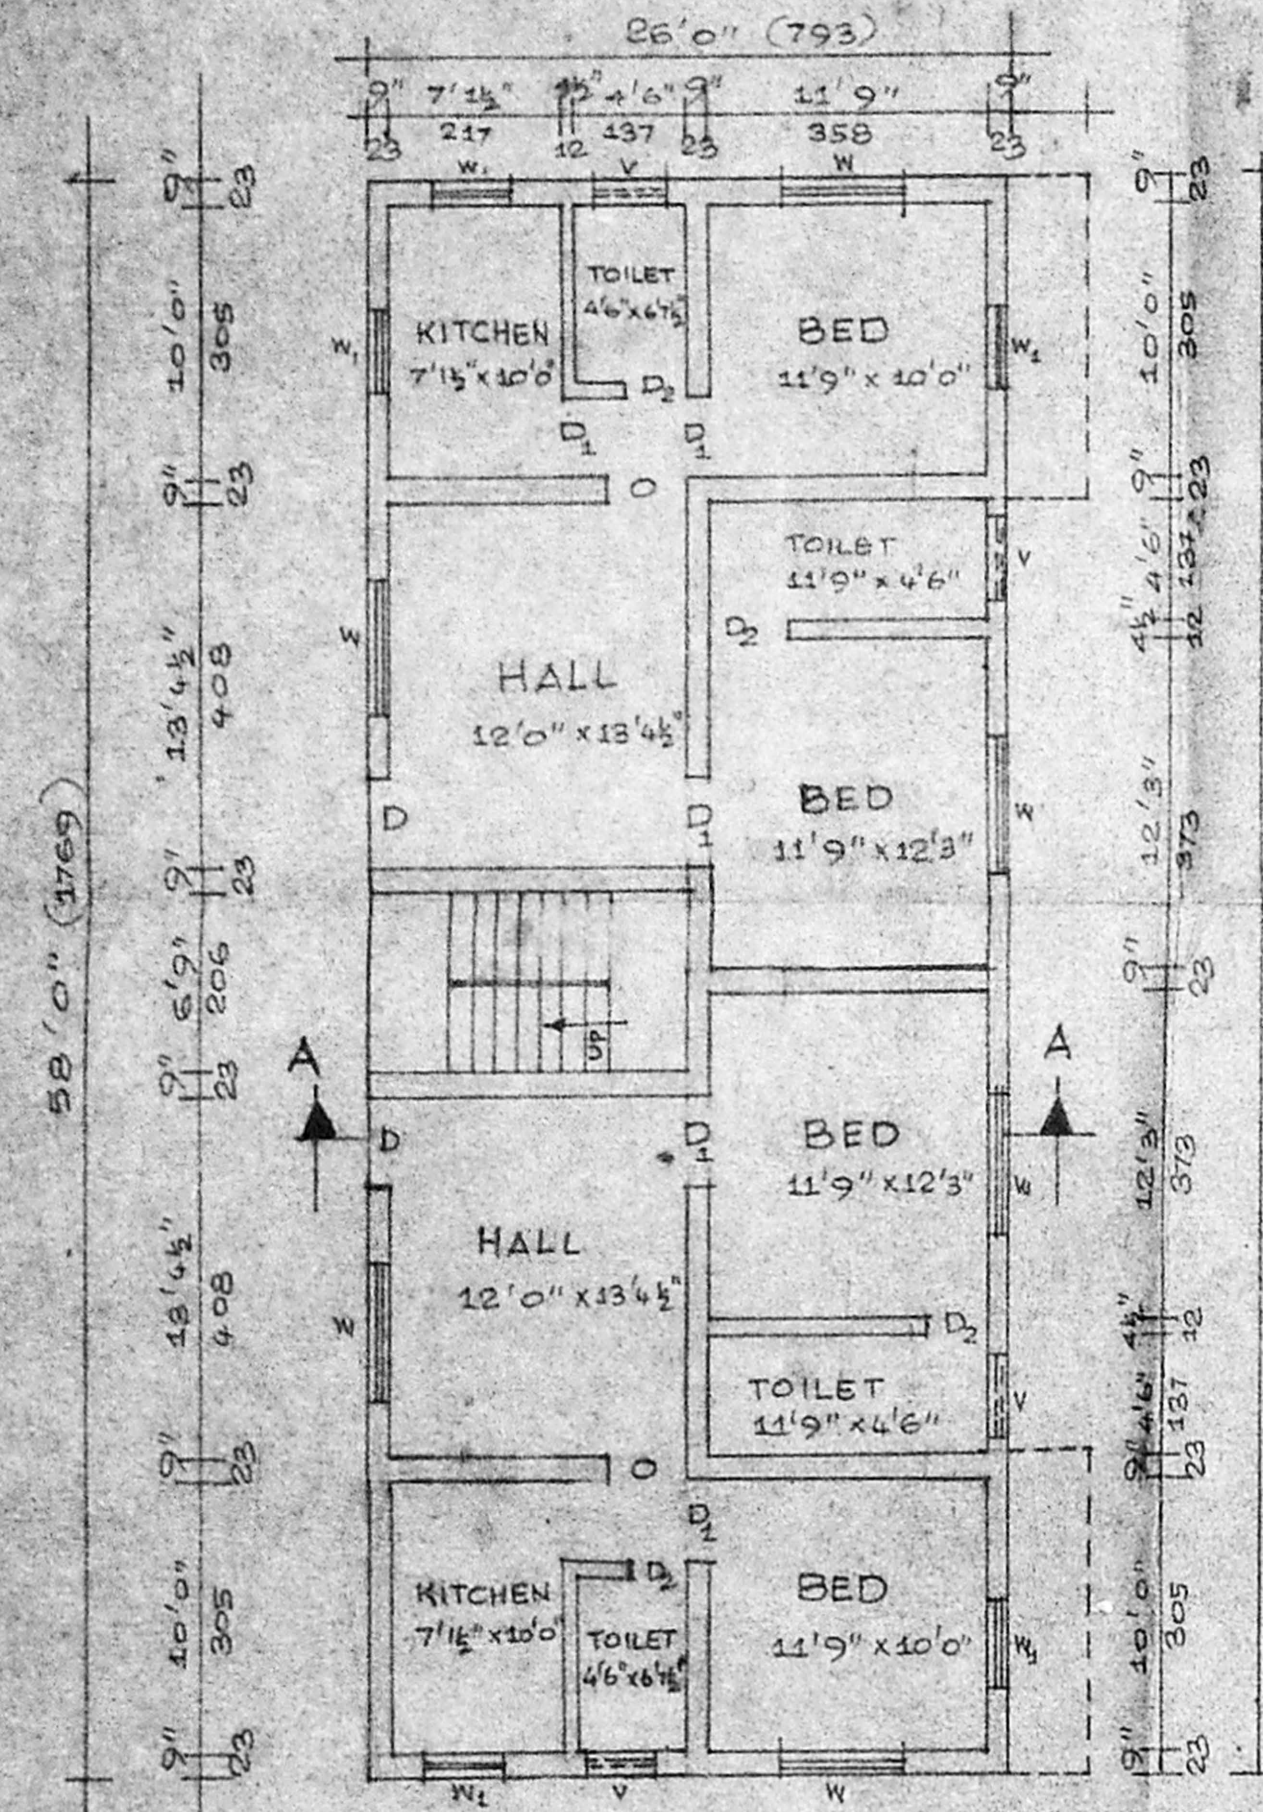 26'0" (793)
9" 7'1½" 4½" 4'6" 9" 11'9" 9"
23 217 12 137 23 358 23
W1 V W
9" 23
10'0" 305
9" 23
13'4½" 408
9" 23
6'9" 206
9" 23
13'4½" 408
9" 23
10'0" 305
9" 23
58'0" (1769)
KITCHEN
7'1½" x 10'0"
TOILET
4'6" x 6'7½"
D2
BED
11'9" x 10'0"
W1
W1
D1
D1
O
TOILET
11'9" x 4'6"
V
D2
HALL
12'0" x 13'4½"
W
BED
11'9" x 12'3"
W
D
D1
UP
A
A
D
D1
BED
11'9" x 12'3"
W
HALL
12'0" x 13'4½"
W
D2
TOILET
11'9" x 4'6"
V
O
D1
KITCHEN
7'1½" x 10'0"
D2
TOILET
4'6" x 6'7½"
BED
11'9" x 10'0"
W1
W1 V W
9" 23
10'0" 305
9" 23
4'6" 137
4½" 12
12'3" 373
9" 23
12'3" 373
4½" 12
4'6" 137
9" 23
10'0" 305
9" 23